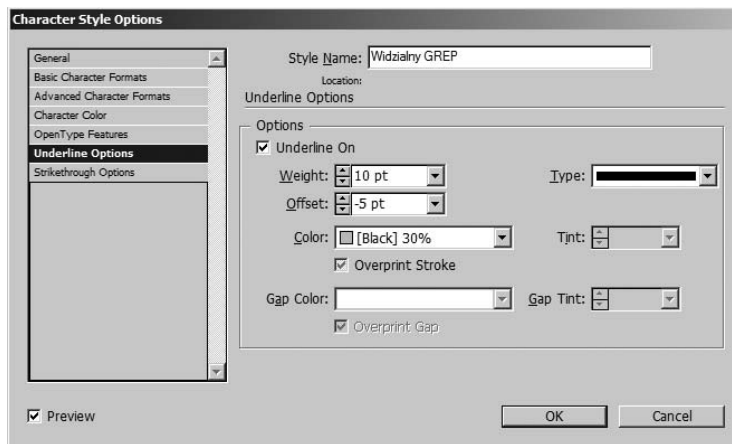 Character Style Options
General
Basic Character Formats
Advanced Character Formats
Character Color
OpenType Features
Underline Options
Strikethrough Options
Style Name: Widzialny GREP
Location:
Underline Options
Options
Underline On
Weight: 10 pt Type:
Offset: -5 pt
Color: [Black] 30% Tint:
Overprint Stroke
Gap Color: Gap Tint:
Overprint Gap
Preview OK Cancel